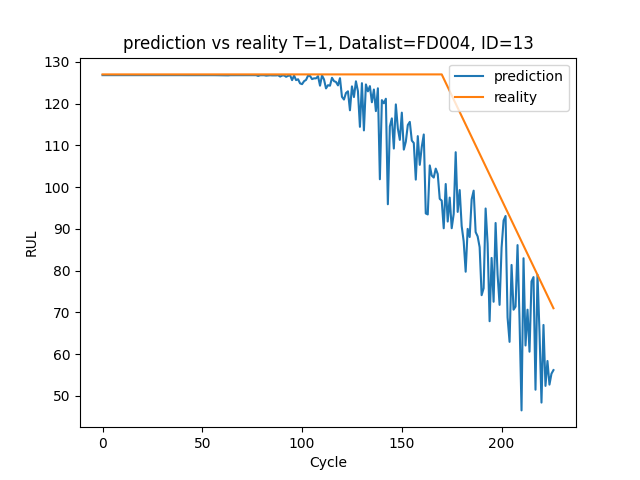 prediction vs reality T=1, Datalist=FD004, ID=13
prediction
reality
RUL
130
120
110
100
90
80
70
60
50
0 50 100 150 200
Cycle